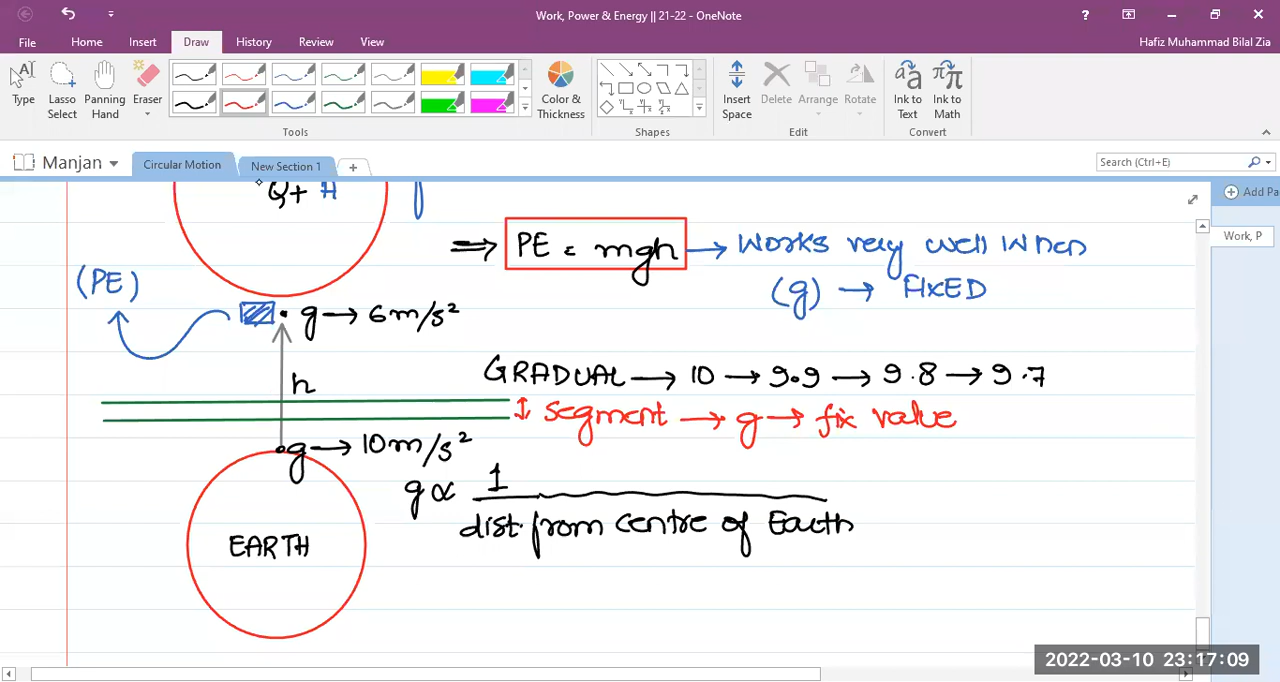 Work, Power & Energy || 21-22 - OneNote
File Home Insert Draw History Review View
Hafiz Muhammad Bilal Zia
Type Lasso Select Panning Hand Eraser
Color & Thickness
Insert Space Delete Arrange Rotate
Ink to Text Ink to Math
Tools Shapes Edit Convert
Manjan Circular Motion New Section 1
Search (Ctrl+E)
Add Pa
Work, P
Q+ H
⇒ PE = mgh → Works very well when
(g) → FIXED
(PE)
g → 6m/s²
h
GRADUAL → 10 → 9.9 → 9.8 → 9.7
↕ segment → g → fix value
g → 10m/s²
g ∝ 1
dist. from centre of Earth
EARTH
2022-03-10 23:17:09